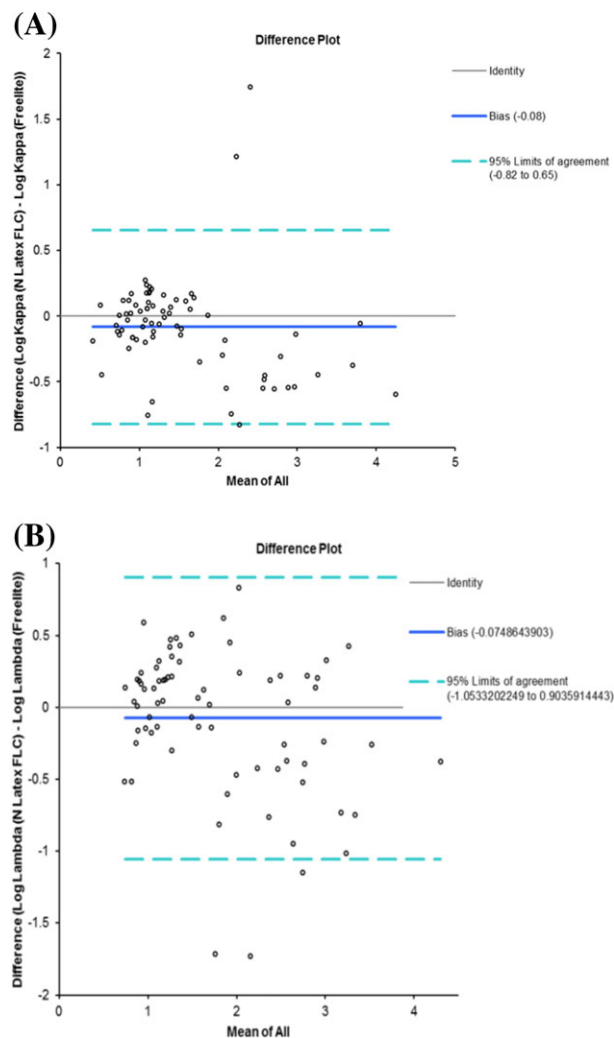 (A)
Difference Plot
2
1.5
1
0.5
0
-0.5
-1
0 1 2 3 4 5
Mean of All
Difference (Log Kappa (N Latex FLC) - Log Kappa (Freelite))
Identity
Bias (-0.08)
95% Limits of agreement
(-0.82 to 0.65)
(B)
Difference Plot
1
0.5
0
-0.5
-1
-1.5
-2
0 1 2 3 4
Mean of All
Difference (Log Lambda (N Latex FLC) - Log Lambda (Freelite))
Identity
Bias (-0.0748643903)
95% Limits of agreement
(-1.0533202249 to 0.9035914443)